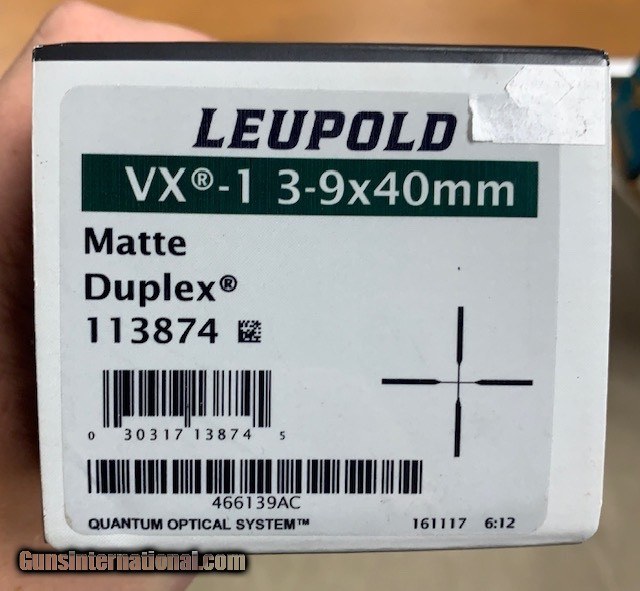 LEUPOLD
VX®-1 3-9x40mm
Matte
Duplex®
113874
0 30317 13874 5
466139AC
QUANTUM OPTICAL SYSTEM™ 161117 6:12
Gunsinternational.com